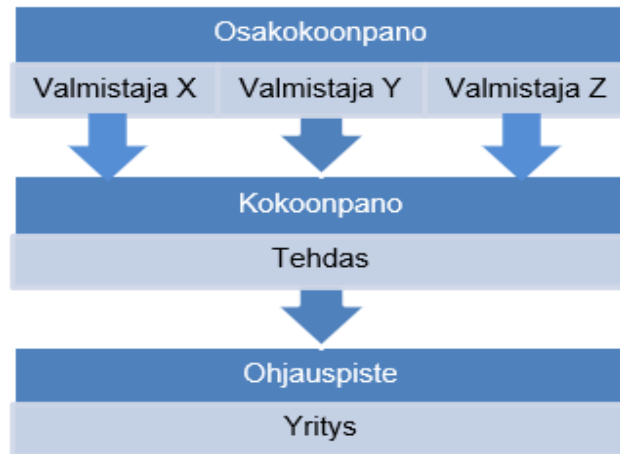 Osakokoonpano
Valmistaja X Valmistaja Y Valmistaja Z
Kokoonpano
Tehdas
Ohjauspiste
Yritys